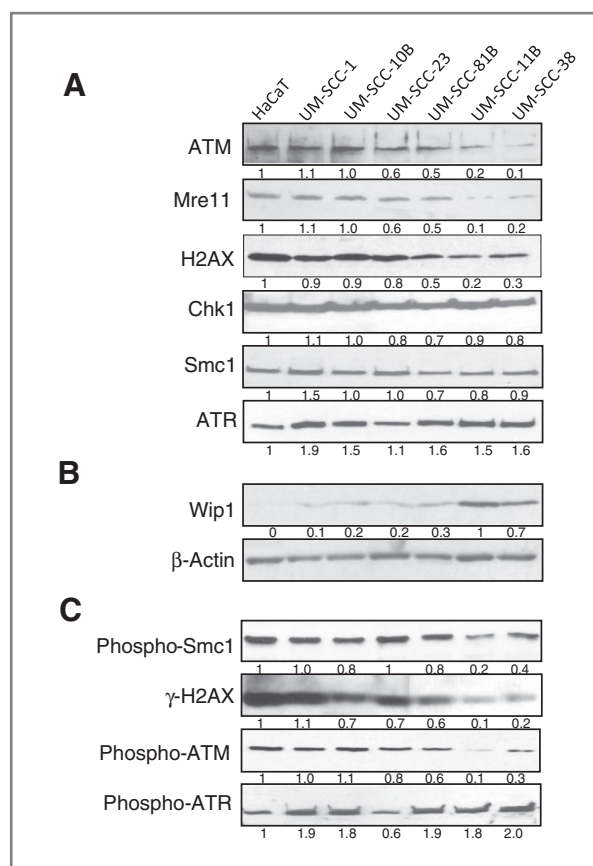 A
HaCaT UM-SCC-1 UM-SCC-10B UM-SCC-23 UM-SCC-81B UM-SCC-11B UM-SCC-38
ATM
1 1.1 1.0 0.6 0.5 0.2 0.1
Mre11
1 1.1 1.0 0.6 0.5 0.1 0.2
H2AX
1 0.9 0.9 0.8 0.5 0.2 0.3
Chk1
1 1.1 1.0 0.8 0.7 0.9 0.8
Smc1
1 1.5 1.0 1.0 0.7 0.8 0.9
ATR
1 1.9 1.5 1.1 1.6 1.5 1.6
B
Wip1
0 0.1 0.2 0.2 0.3 1 0.7
β-Actin
C
Phospho-Smc1
1 1.0 0.8 1 0.8 0.2 0.4
γ-H2AX
1 1.1 0.7 0.7 0.6 0.1 0.2
Phospho-ATM
1 1.0 1.1 0.8 0.6 0.1 0.3
Phospho-ATR
1 1.9 1.8 0.6 1.9 1.8 2.0